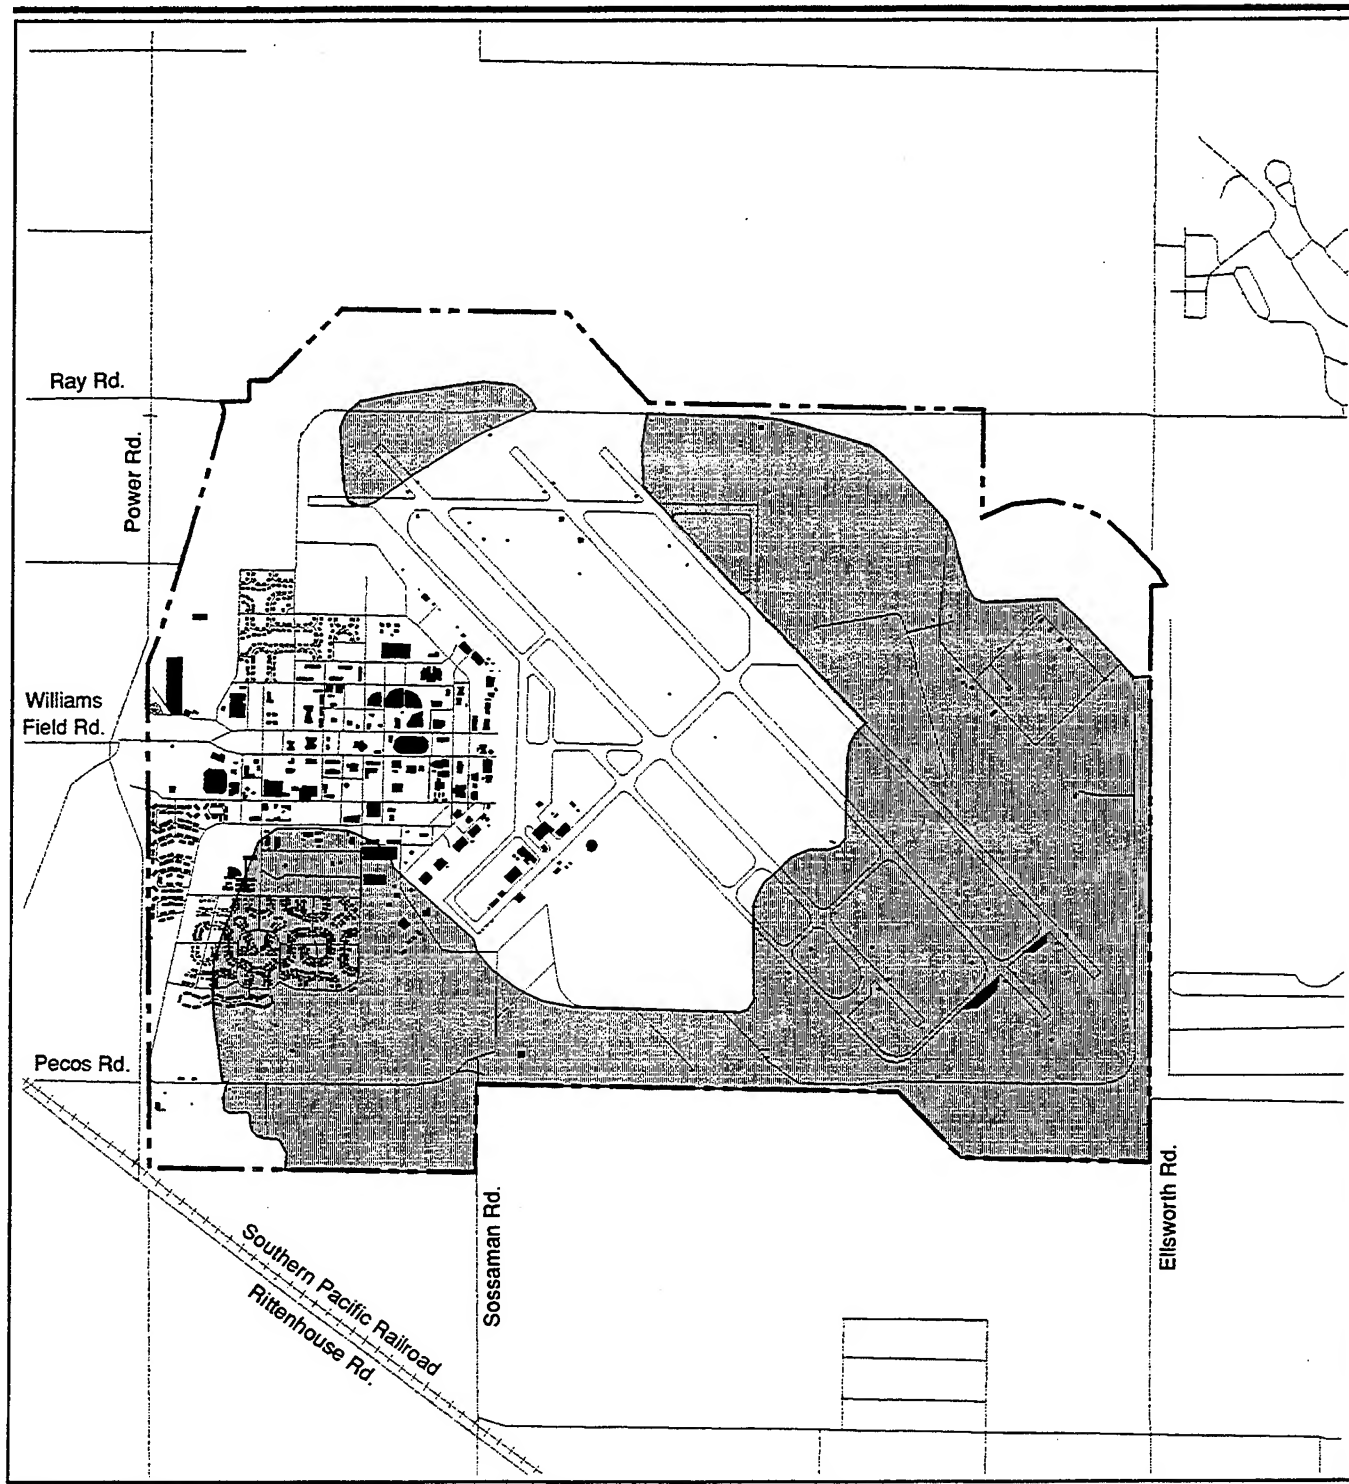 Ray Rd.
Power Rd.
Williams
Field Rd.
Pecos Rd.
Southern Pacific Railroad
Rittenhouse Rd.
Sossaman Rd.
Ellsworth Rd.